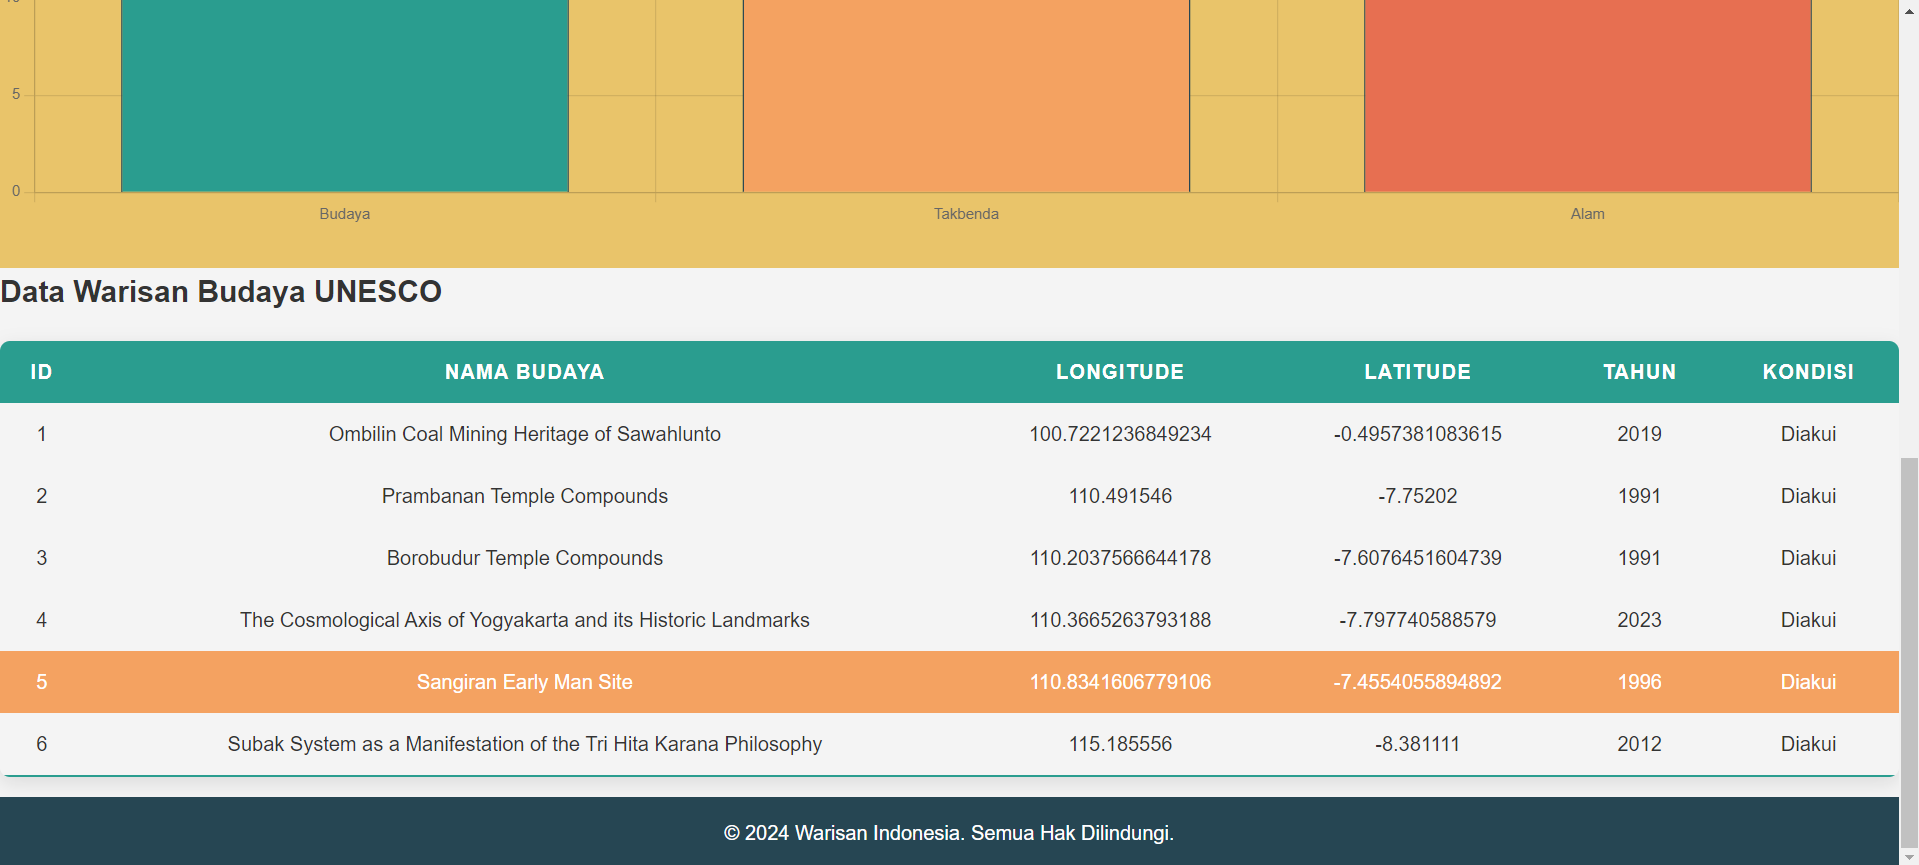 5
0
Budaya Takbenda Alam
Data Warisan Budaya UNESCO
ID NAMA BUDAYA LONGITUDE LATITUDE TAHUN KONDISI
1 Ombilin Coal Mining Heritage of Sawahlunto 100.7221236849234 -0.4957381083615 2019 Diakui
2 Prambanan Temple Compounds 110.491546 -7.75202 1991 Diakui
3 Borobudur Temple Compounds 110.2037566644178 -7.6076451604739 1991 Diakui
4 The Cosmological Axis of Yogyakarta and its Historic Landmarks 110.3665263793188 -7.797740588579 2023 Diakui
5 Sangiran Early Man Site 110.8341606779106 -7.4554055894892 1996 Diakui
6 Subak System as a Manifestation of the Tri Hita Karana Philosophy 115.185556 -8.381111 2012 Diakui
© 2024 Warisan Indonesia. Semua Hak Dilindungi.